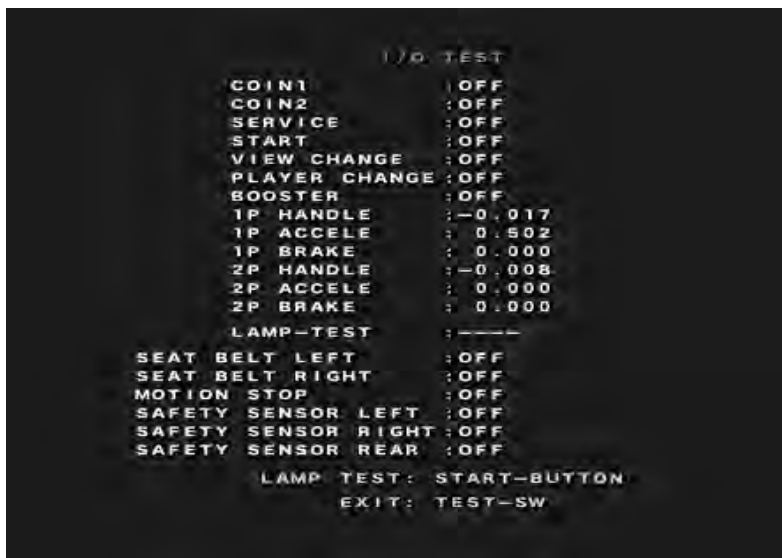 I/O TEST
COIN1 :OFF
COIN2 :OFF
SERVICE :OFF
START :OFF
VIEW CHANGE :OFF
PLAYER CHANGE :OFF
BOOSTER :OFF
1P HANDLE :-0.017
1P ACCELE : 0.502
1P BRAKE : 0.000
2P HANDLE :-0.008
2P ACCELE : 0.000
2P BRAKE : 0.000
LAMP-TEST :----
SEAT BELT LEFT :OFF
SEAT BELT RIGHT :OFF
MOTION STOP :OFF
SAFETY SENSOR LEFT :OFF
SAFETY SENSOR RIGHT :OFF
SAFETY SENSOR REAR :OFF
LAMP TEST: START-BUTTON
EXIT: TEST-SW